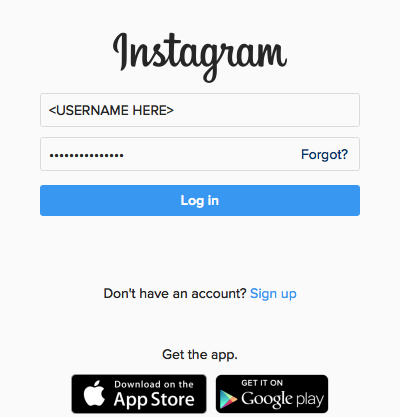 Instagram
<USERNAME HERE>
••••••••••••••• Forgot?
Log in
Don't have an account? Sign up
Get the app.
Download on the
App Store
GET IT ON
Google play